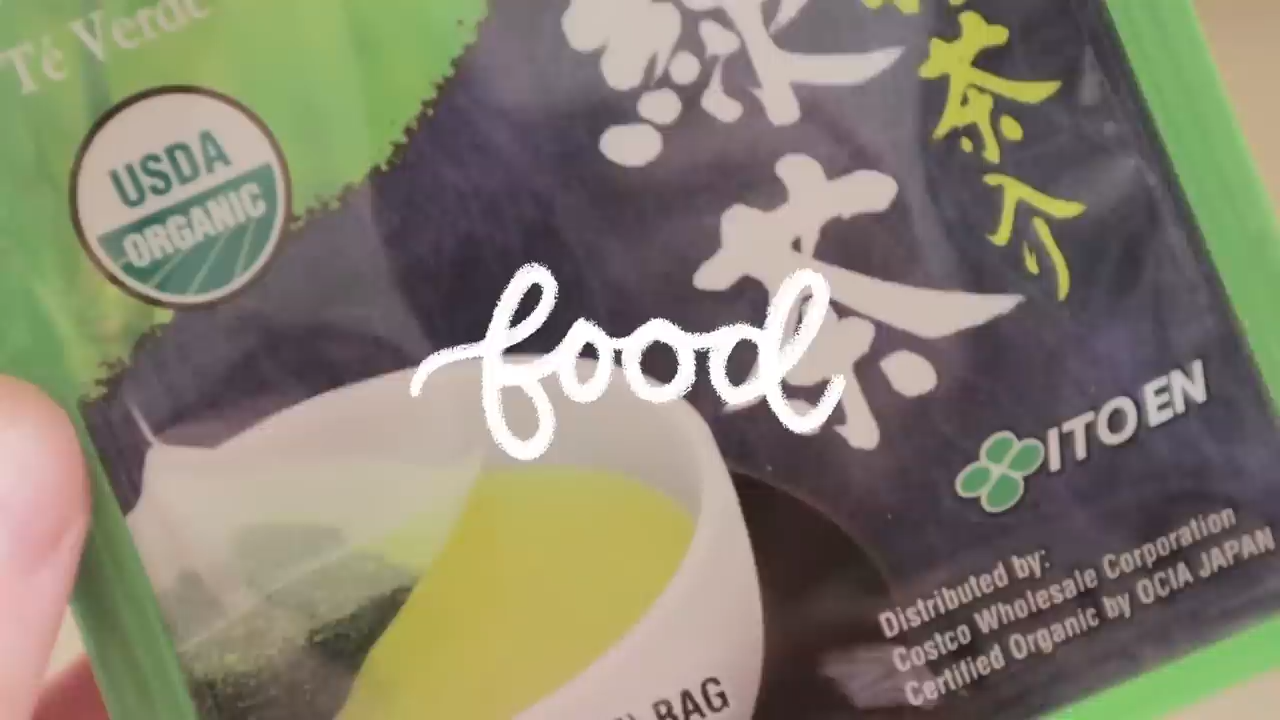 Té Verde
USDA
ORGANIC
緑
茶
茶入り
food
ITO EN
Distributed by:
Costco Wholesale Corporation
Certified Organic by OCIA JAPAN
BAG